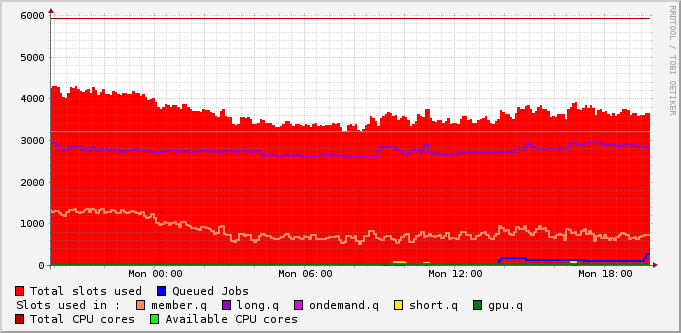 6000
5000
4000
3000
2000
1000
0
Mon 00:00 Mon 06:00 Mon 12:00 Mon 18:00
RRDTOOL / TOBI OETIKER
Total slots used Queued Jobs
Slots used in : member.q long.q ondemand.q short.q gpu.q
Total CPU cores Available CPU cores